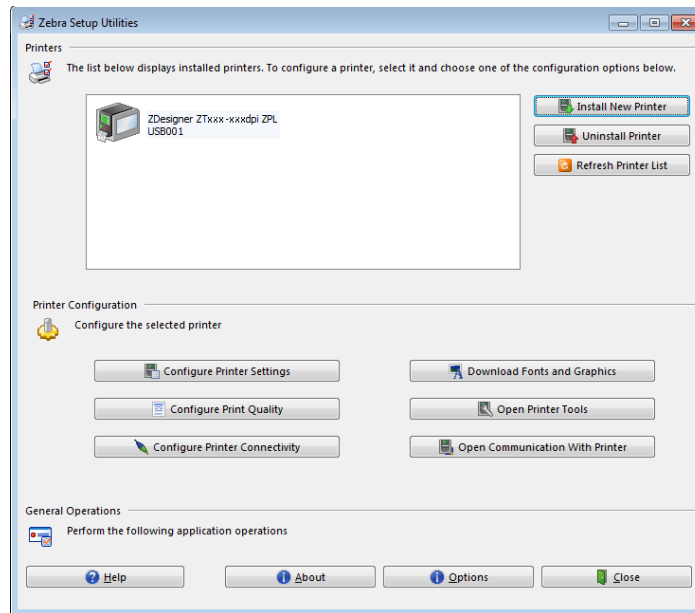 Zebra Setup Utilities
Printers
The list below displays installed printers. To configure a printer, select it and choose one of the configuration options below.
ZDesigner ZTxxx-xxxdpi ZPL
USB001
Install New Printer
Uninstall Printer
Refresh Printer List
Printer Configuration
Configure the selected printer
Configure Printer Settings
Download Fonts and Graphics
Configure Print Quality
Open Printer Tools
Configure Printer Connectivity
Open Communication With Printer
General Operations
Perform the following application operations
Help
About
Options
Close